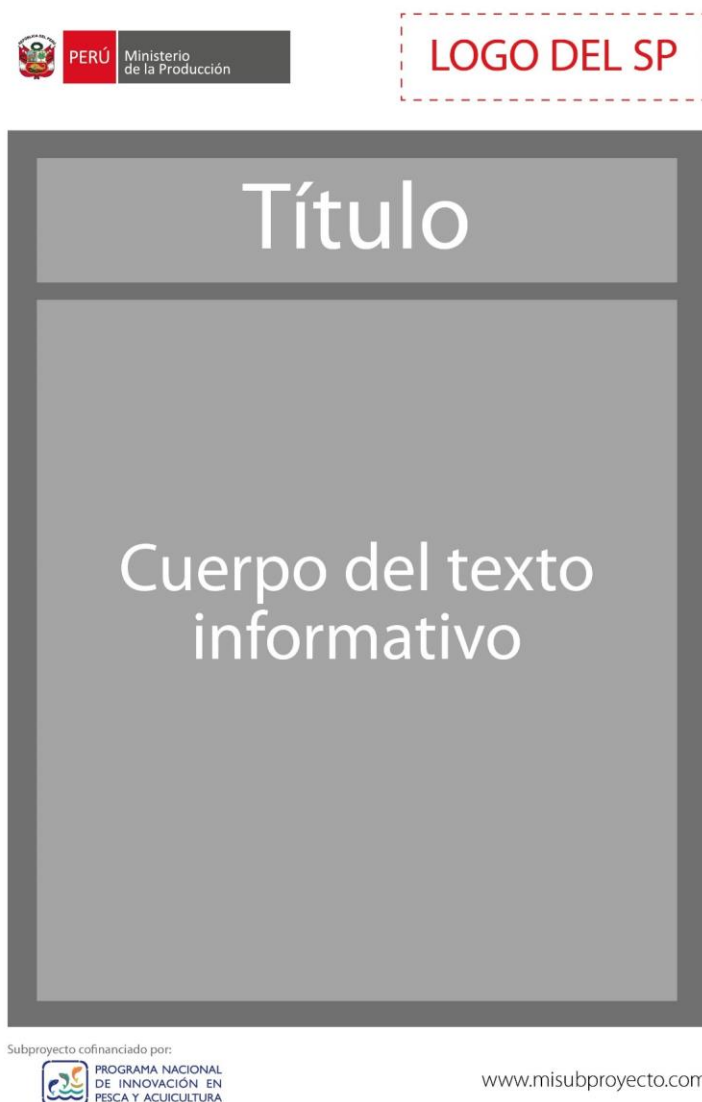 PERÚ
Ministerio
de la Producción
LOGO DEL SP
Título
Cuerpo del texto
informativo
Subproyecto cofinanciado por:
PROGRAMA NACIONAL
DE INNOVACIÓN EN
PESCA Y ACUICULTURA
www.misubproyecto.com